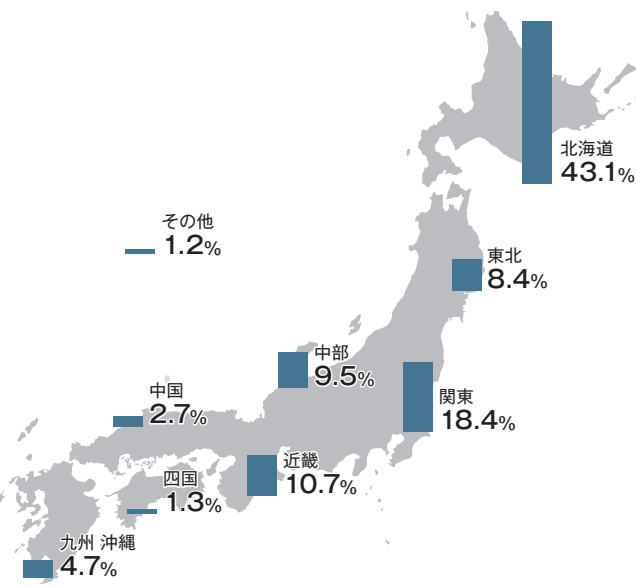 北海道
43.1%
その他
1.2%
東北
8.4%
中部
9.5%
関東
18.4%
中国
2.7%
近畿
10.7%
四国
1.3%
九州 沖縄
4.7%